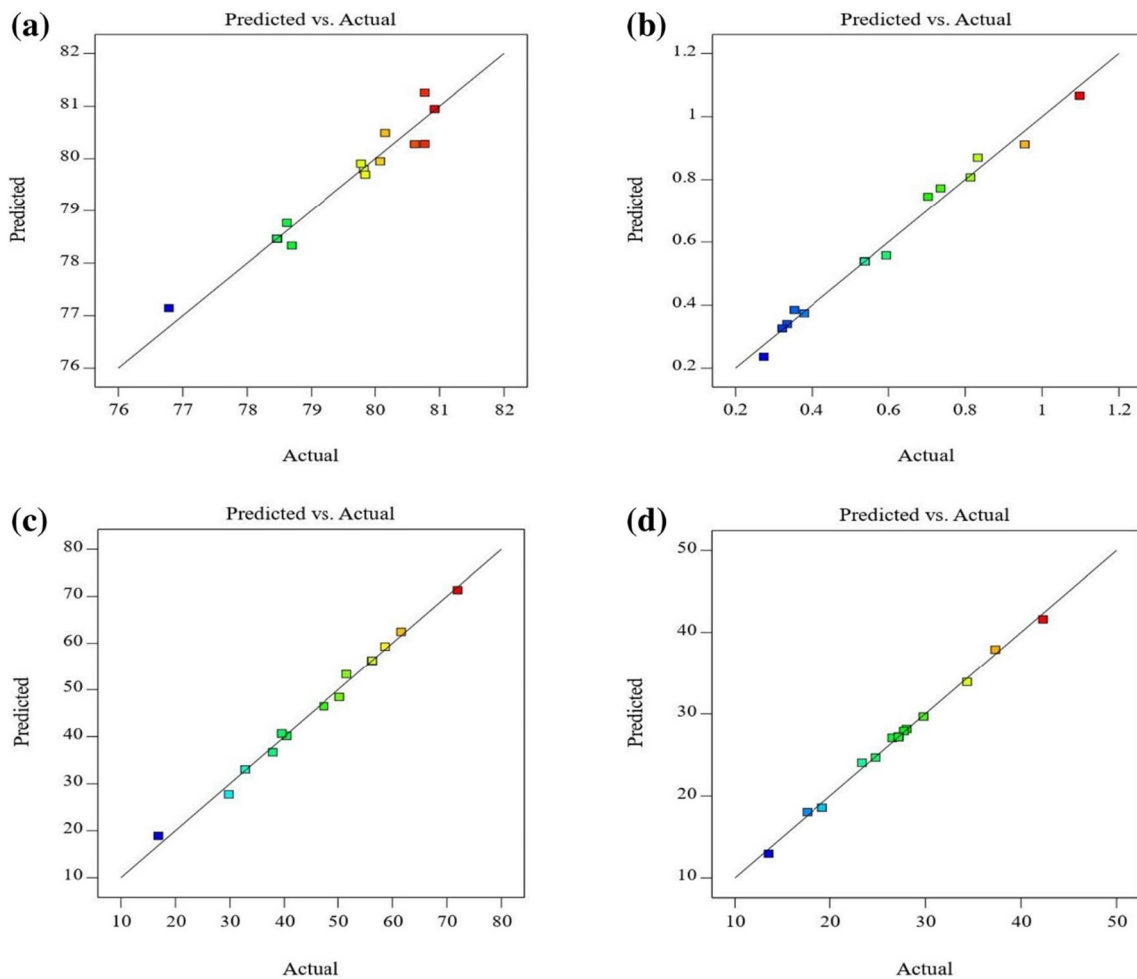 (a)
Predicted vs. Actual
82
81
80
79
78
77
76
Predicted
76 77 78 79 80 81 82
Actual
(b)
Predicted vs. Actual
1.2
1
0.8
0.6
0.4
0.2
Predicted
0.2 0.4 0.6 0.8 1 1.2
Actual
(c)
Predicted vs. Actual
80
70
60
50
40
30
20
10
Predicted
10 20 30 40 50 60 70 80
Actual
(d)
Predicted vs. Actual
50
40
30
20
10
Predicted
10 20 30 40 50
Actual